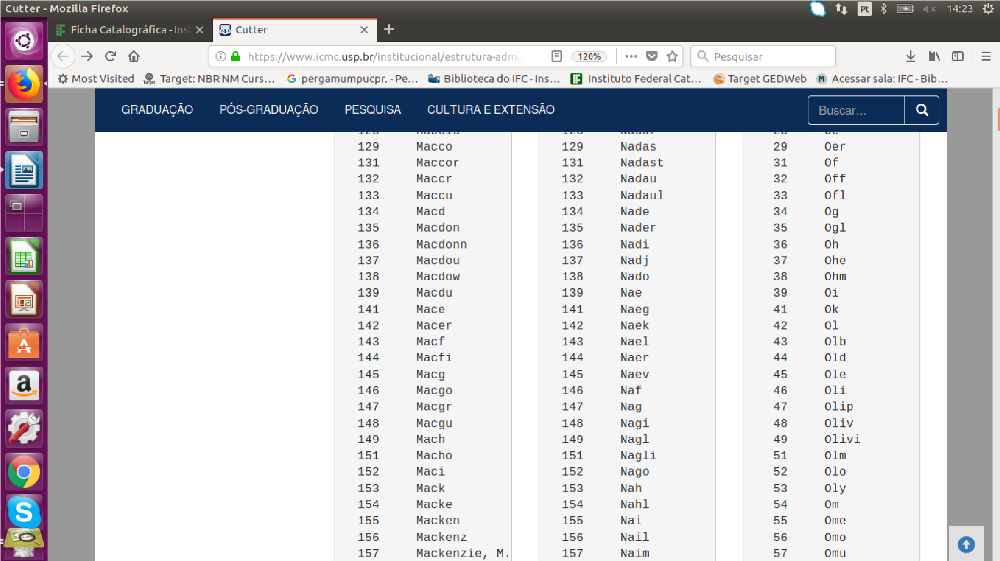 Cutter - Mozilla Firefox
Pt
14:23
Ficha Catalográfica - Inst
Cutter
https://www.icmc.usp.br/institucional/estrutura-admin
120%
Pesquisar
Most Visited
Target: NBR NM Curs...
pergamumpucpr. - Pe...
Biblioteca do IFC - Ins...
Instituto Federal Cat...
Target GEDWeb
Acessar sala: IFC - Bib...
GRADUAÇÃO PÓS-GRADUAÇÃO PESQUISA CULTURA E EXTENSÃO
Buscar...
129 Macco 129 Nadas 29 Oer
131 Maccor 131 Nadast 31 Of
132 Maccr 132 Nadau 32 Off
133 Maccu 133 Nadaul 33 Ofl
134 Macd 134 Nade 34 Og
135 Macdon 135 Nader 35 Ogl
136 Macdonn 136 Nadi 36 Oh
137 Macdou 137 Nadj 37 Ohe
138 Macdow 138 Nado 38 Ohm
139 Macdu 139 Nae 39 Oi
141 Mace 141 Naeg 41 Ok
142 Macer 142 Naek 42 Ol
143 Macf 143 Nael 43 Olb
144 Macfi 144 Naer 44 Old
145 Macg 145 Naev 45 Ole
146 Macgo 146 Naf 46 Oli
147 Macgr 147 Nag 47 Olip
148 Macgu 148 Nagi 48 Oliv
149 Mach 149 Nagl 49 Olivi
151 Macho 151 Nagli 51 Olm
152 Maci 152 Nago 52 Olo
153 Mack 153 Nah 53 Oly
154 Macke 154 Nahl 54 Om
155 Macken 155 Nai 55 Ome
156 Mackenz 156 Nail 56 Omo
157 Mackenzie, M. 157 Naim 57 Omu